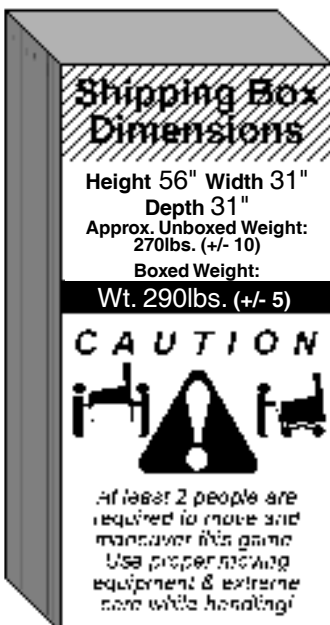 Shipping Box
Dimensions
Height 56" Width 31"
Depth 31"
Approx. Unboxed Weight:
270lbs. (+/- 10)
Boxed Weight:
Wt. 290lbs. (+/- 5)
CAUTION
At least 2 people are
required to move and
maneuver this game
Use proper moving
equipment & extreme
care while handling!